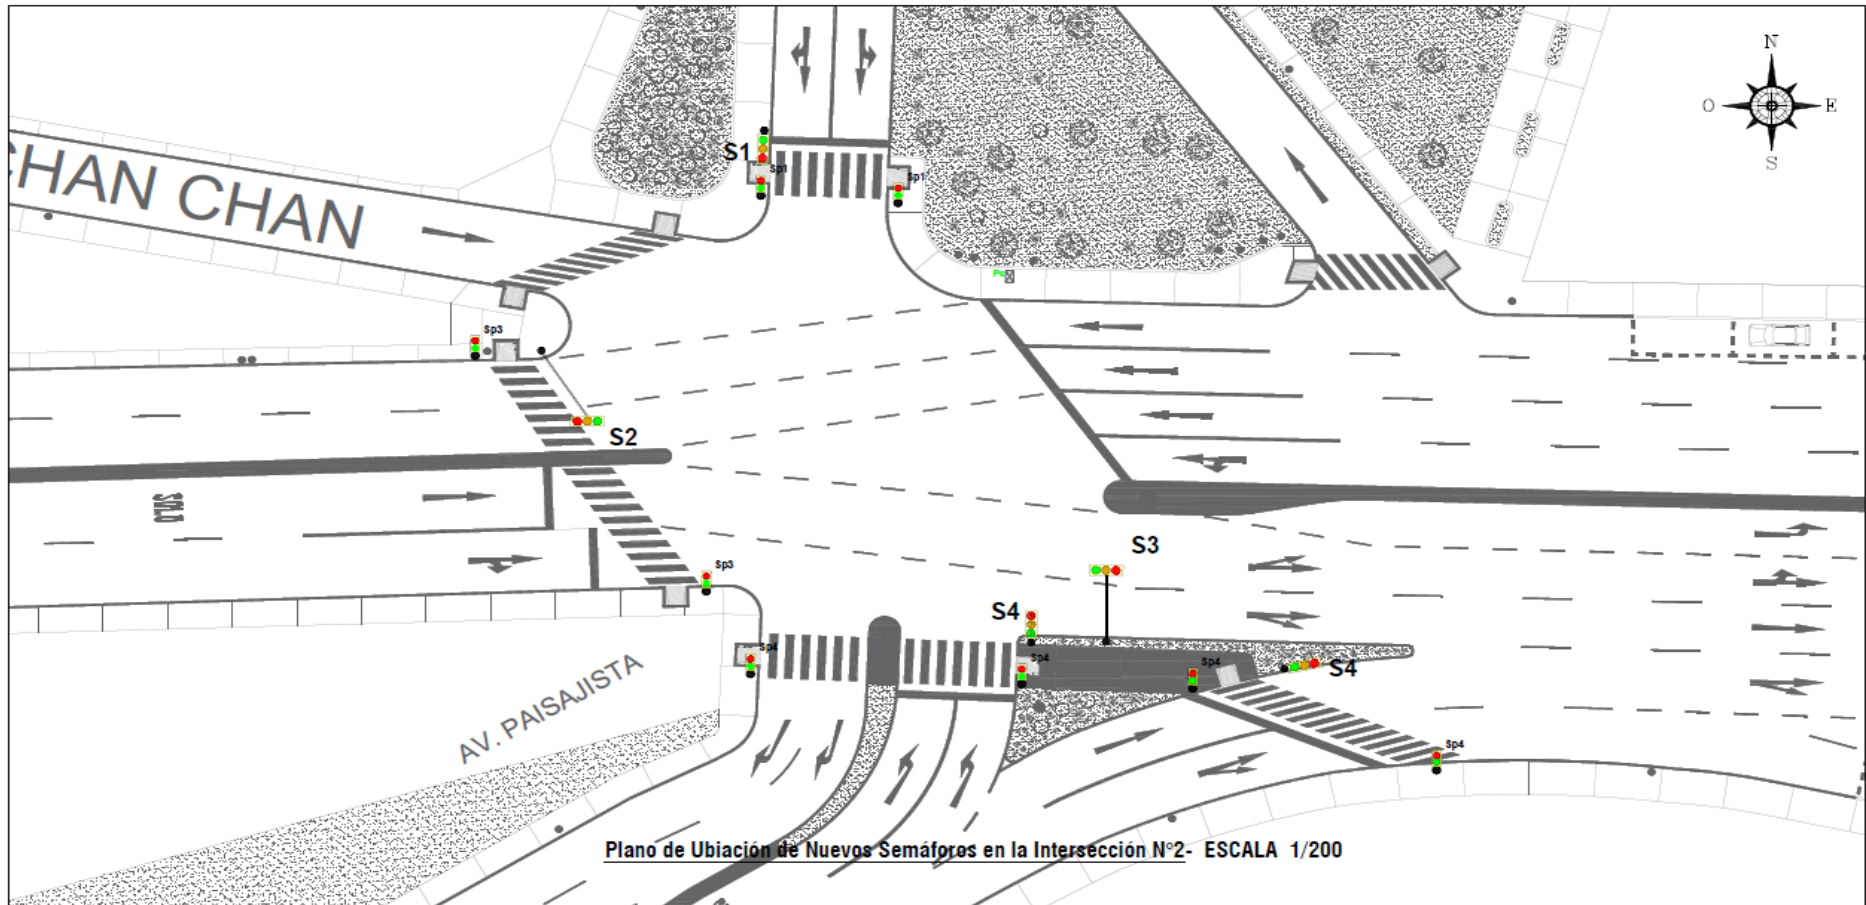 N
O E
S
S1
Sp1
Sp1
CHAN CHAN
Pu
Sp3
S2
SOLO
S3
Sp3
S4
Sp4
Sp4
Sp4
S4
AV. PAISAJISTA
Sp4
Plano de Ubiación de Nuevos Semáforos en la Intersección N°2- ESCALA 1/200